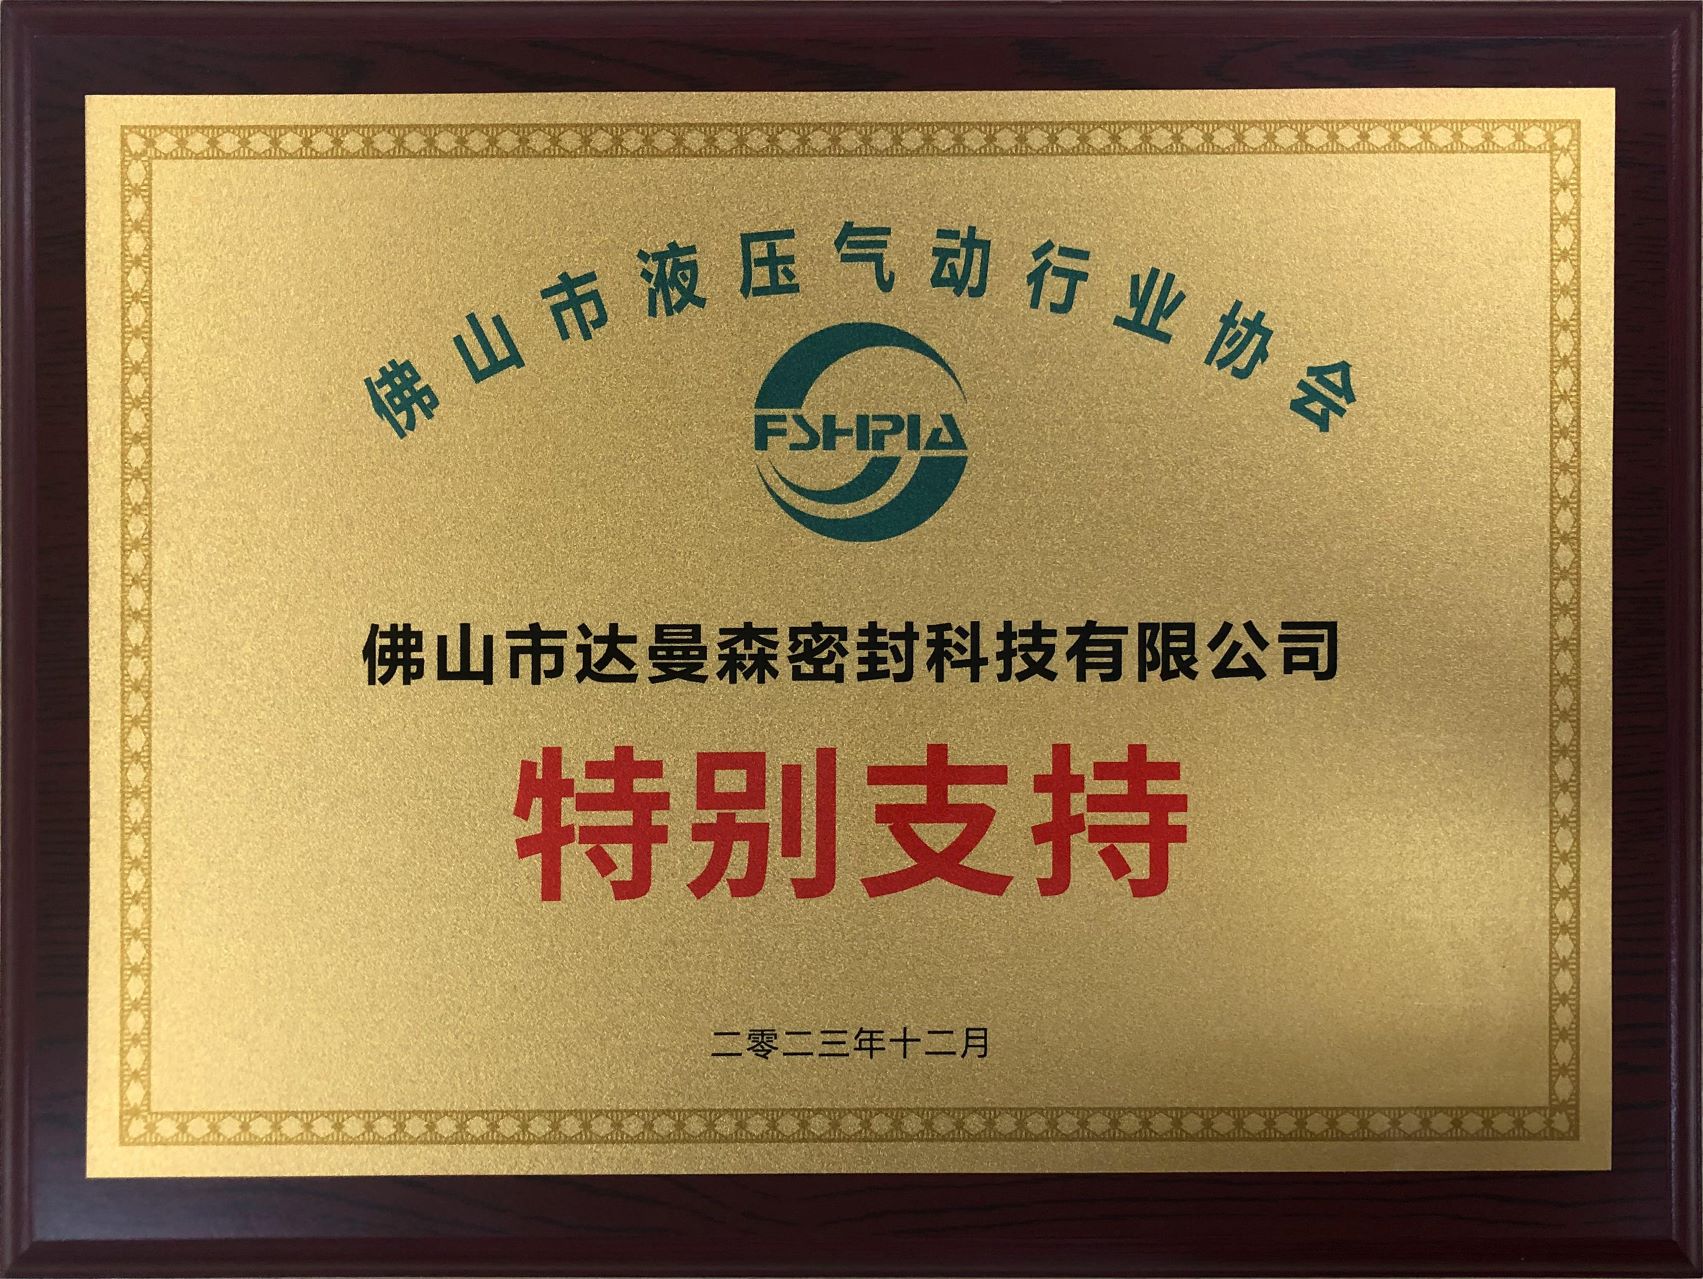 佛山市液压气动行业协会
FSHPIA
佛山市达曼森密封科技有限公司
特别支持
二零二三年十二月